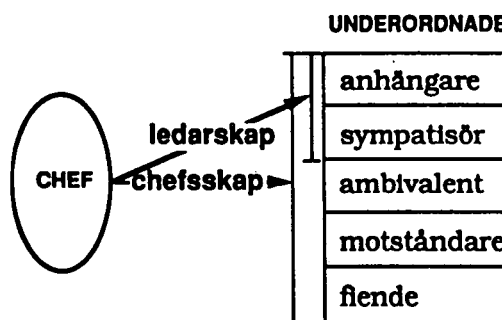 UNDERORDNADE
anhängare
ledarskap
sympatisör
CHEF
chefsskap
ambivalent
motståndare
fiende